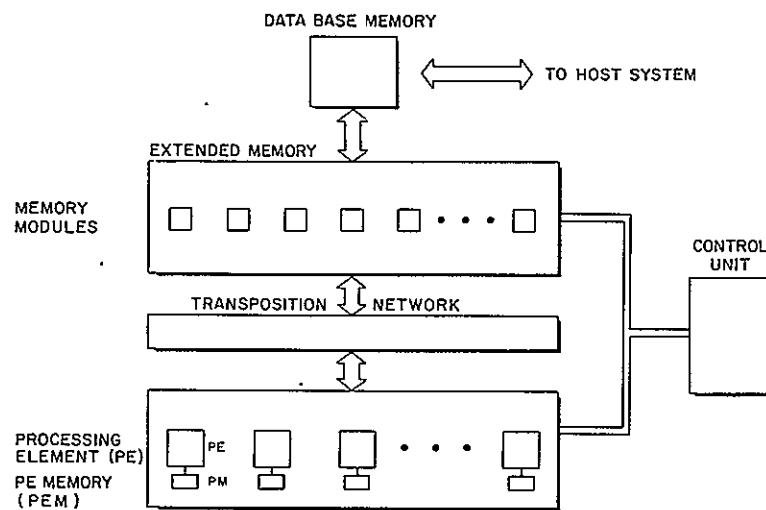 DATA BASE MEMORY
TO HOST SYSTEM
EXTENDED MEMORY
MEMORY
MODULES
CONTROL
UNIT
TRANSPOSITION NETWORK
PROCESSING
ELEMENT (PE)
PE
PE MEMORY
(PEM)
PM